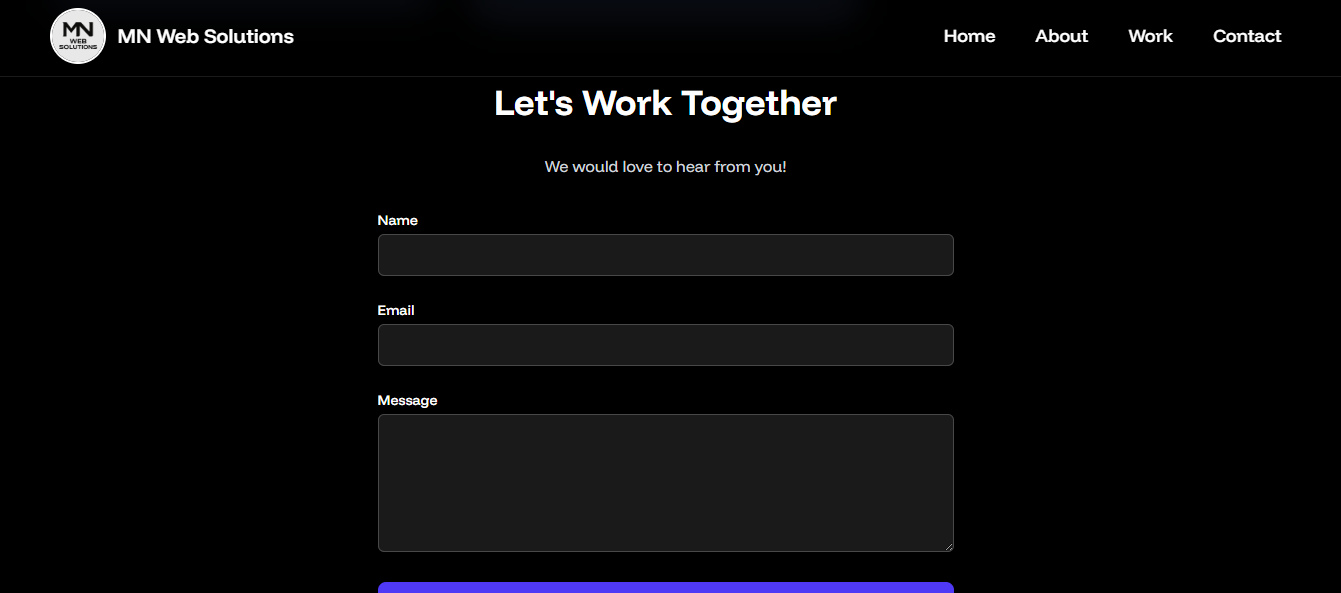 MN
WEB
SOLUTIONS
MN Web Solutions
Home
About
Work
Contact
Let's Work Together
We would love to hear from you!
Name
Email
Message